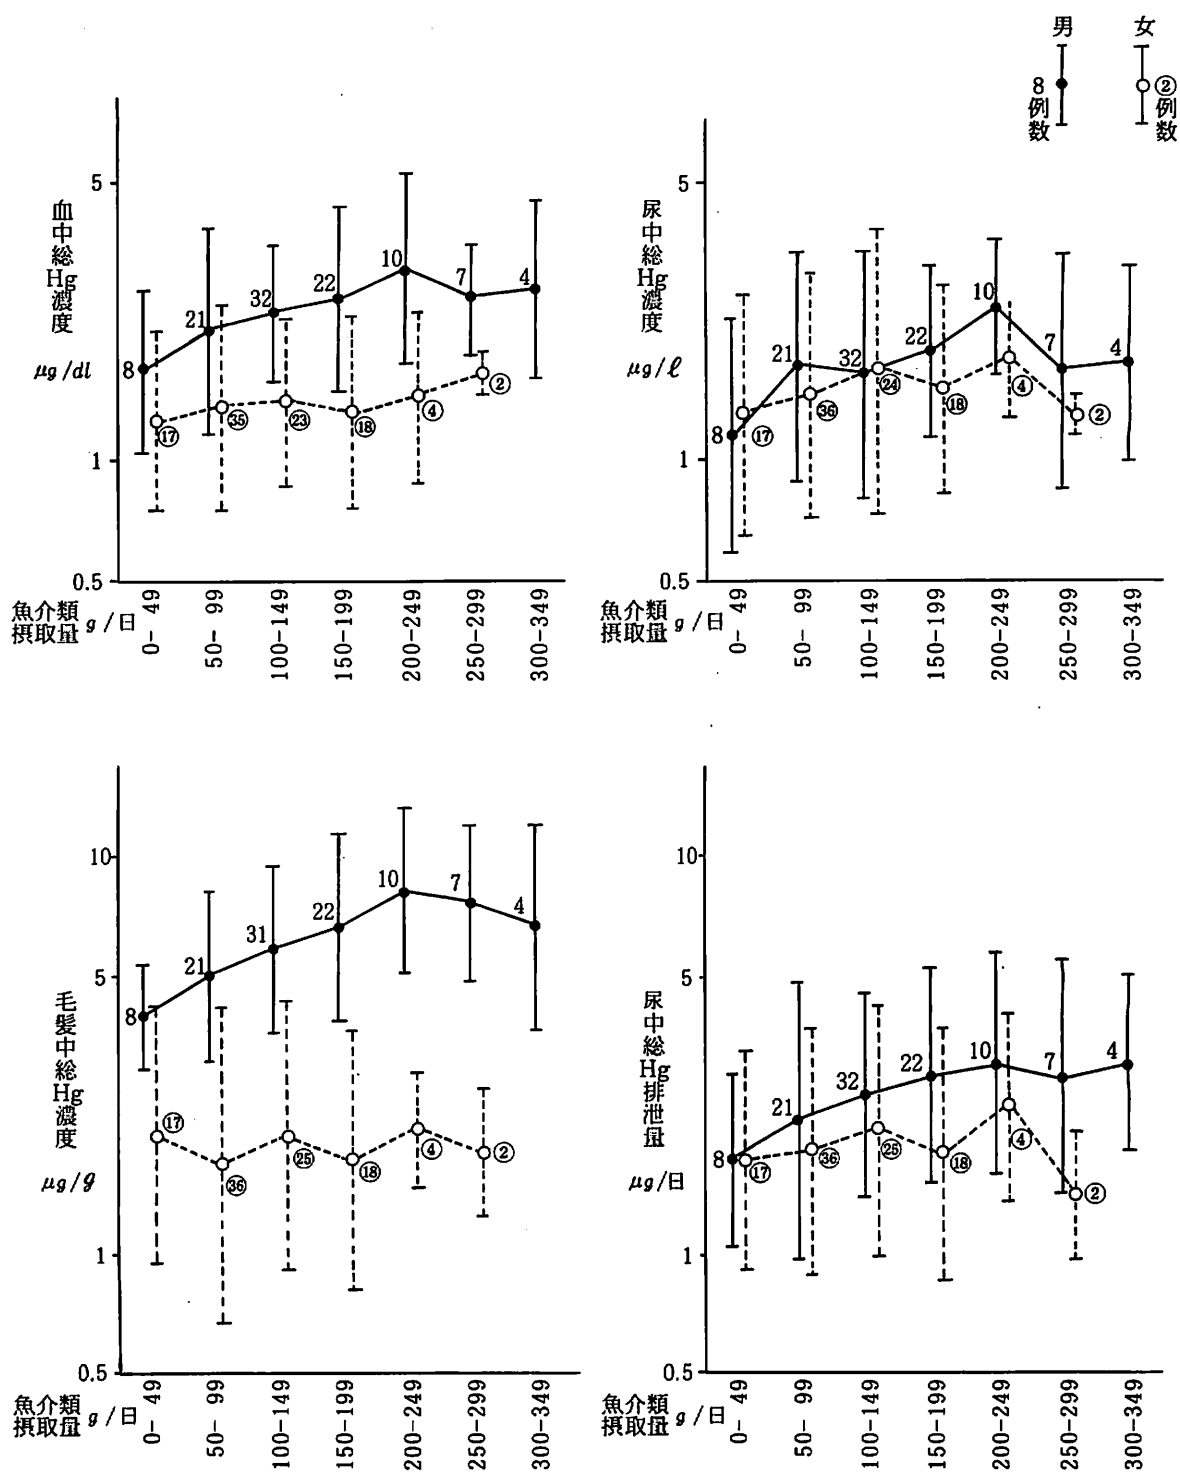 男 女
8例数 ②例数
5
1
0.5
血中総Hg濃度
μg/dl
8 21 32 22 10 7 4
⑰ ㉟ ㉓ ⑱ ④ ②
魚介類
摂取量 g/日
0- 49 50- 99 100-149 150-199 200-249 250-299 300-349
5
1
0.5
尿中総Hg濃度
μg/ℓ
8 21 32 22 10 7 4
⑰ ㊱ ㉔ ⑱ ④ ②
魚介類
摂取量 g/日
0- 49 50- 99 100-149 150-199 200-249 250-299 300-349
10
5
1
0.5
毛髪中総Hg濃度
μg/g
8 21 31 22 10 7 4
⑰ ㊱ ㉕ ⑱ ④ ②
魚介類
摂取量 g/日
0- 49 50- 99 100-149 150-199 200-249 250-299 300-349
10
5
1
0.5
尿中総Hg排泄量
μg/日
8 21 32 22 10 7 4
⑰ ㊱ ㉕ ⑱ ④ ②
魚介類
摂取量 g/日
0- 49 50- 99 100-149 150-199 200-249 250-299 300-349